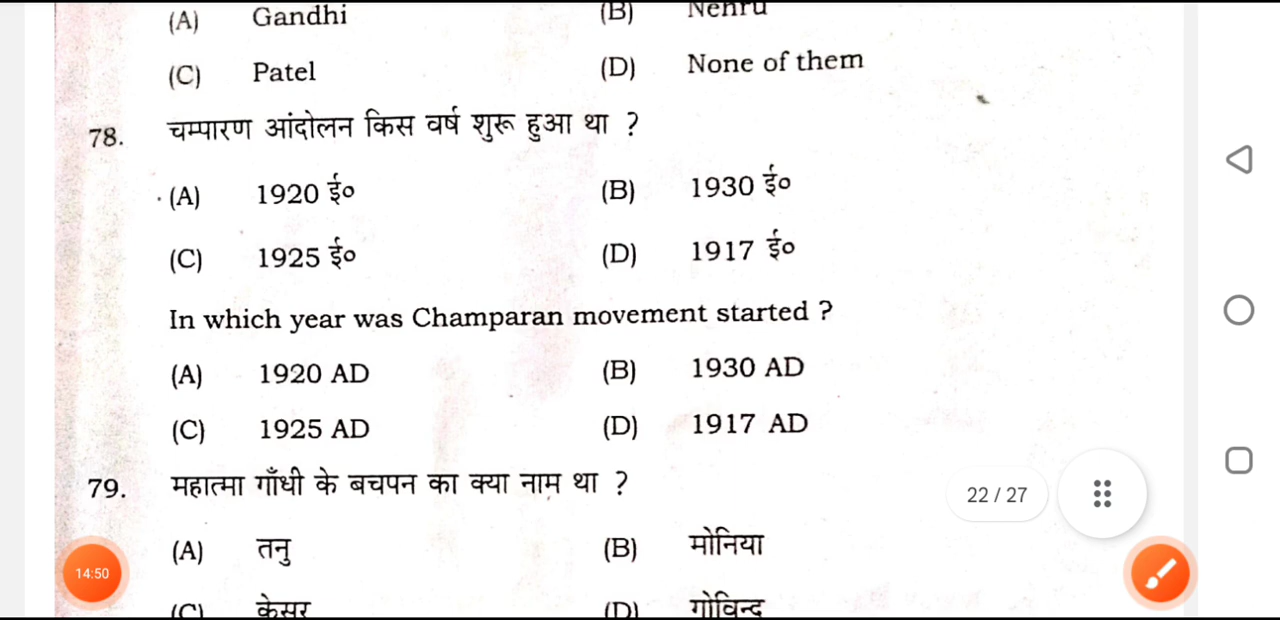 (A) Gandhi (B) Nehru
(C) Patel (D) None of them
78. चम्पारण आंदोलन किस वर्ष शुरू हुआ था ?
(A) 1920 ई० (B) 1930 ई०
(C) 1925 ई० (D) 1917 ई०
In which year was Champaran movement started ?
(A) 1920 AD (B) 1930 AD
(C) 1925 AD (D) 1917 AD
79. महात्मा गाँधी के बचपन का क्या नाम था ?
22 / 27
(A) तनु (B) मोनिया
14:50
(C) केसर (D) गोविन्द